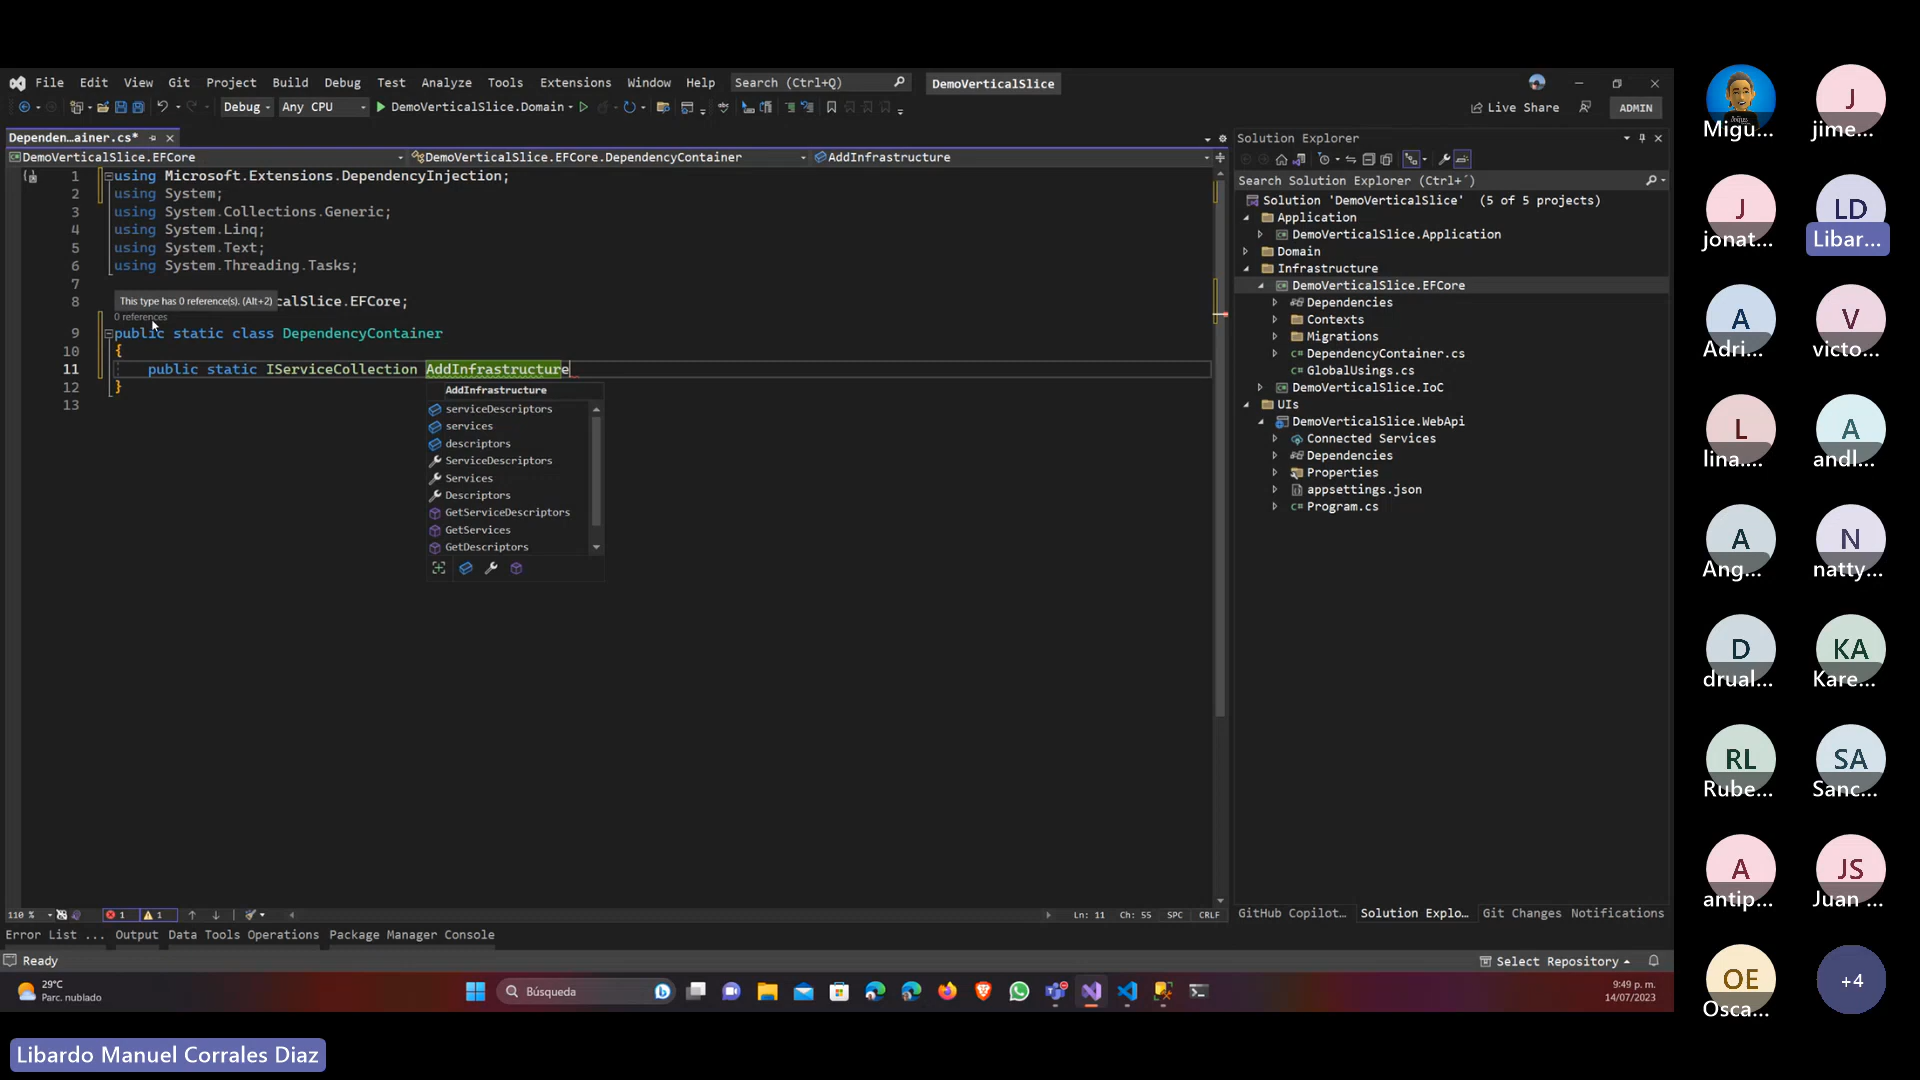 File Edit View Git Project Build Debug Test Analyze Tools Extensions Window Help Search (Ctrl+Q) DemoVerticalSlice
Debug Any CPU DemoVerticalSlice.Domain Live Share ADMIN
Dependen...ainer.cs*
DemoVerticalSlice.EFCore DemoVerticalSlice.EFCore.DependencyContainer AddInfrastructure
1 using Microsoft.Extensions.DependencyInjection;
2 using System;
3 using System.Collections.Generic;
4 using System.Linq;
5 using System.Text;
6 using System.Threading.Tasks;
7
8 This type has 0 reference(s). (Alt+2) calSlice.EFCore;
0 references
9 public static class DependencyContainer
10 {
11 public static IServiceCollection AddInfrastructure
12 }
13
AddInfrastructure
serviceDescriptors
services
descriptors
ServiceDescriptors
Services
Descriptors
GetServiceDescriptors
GetServices
GetDescriptors
110 % 1 1 Ln: 11 Ch: 55 SPC CRLF
Error List ... Output Data Tools Operations Package Manager Console
Ready Select Repository
Solution Explorer
Search Solution Explorer (Ctrl+´)
Solution 'DemoVerticalSlice' (5 of 5 projects)
Application
DemoVerticalSlice.Application
Domain
Infrastructure
DemoVerticalSlice.EFCore
Dependencies
Contexts
Migrations
C# DependencyContainer.cs
C# GlobalUsings.cs
DemoVerticalSlice.IoC
UIs
DemoVerticalSlice.WebApi
Connected Services
Dependencies
Properties
appsettings.json
C# Program.cs
GitHub Copilot... Solution Explo... Git Changes Notifications
29°C
Parc. nublado
Búsqueda
9:49 p. m.
14/07/2023
Migu...
J
jime...
J
jonat...
LD
Libar...
A
Adri...
V
victo...
L
lina....
A
andl...
A
Ang...
N
natty...
D
drual...
KA
Kare...
RL
Rube...
SA
Sanc...
A
antip...
JS
Juan ...
OE
Osca...
+4
Libardo Manuel Corrales Diaz